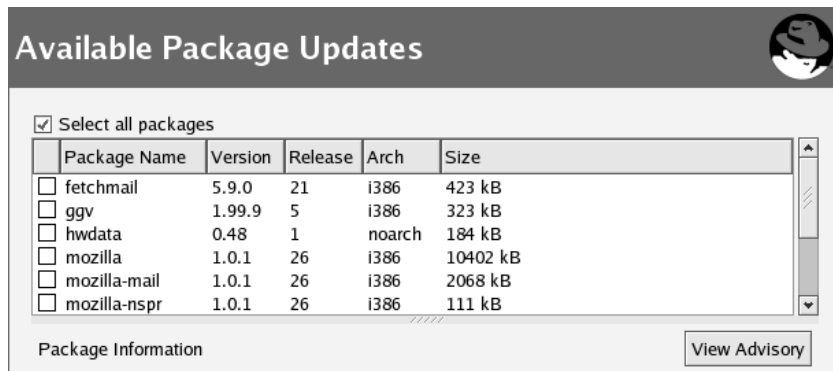 Available Package Updates
Select all packages
Package Name Version Release Arch Size
fetchmail 5.9.0 21 i386 423 kB
ggv 1.99.9 5 i386 323 kB
hwdata 0.48 1 noarch 184 kB
mozilla 1.0.1 26 i386 10402 kB
mozilla-mail 1.0.1 26 i386 2068 kB
mozilla-nspr 1.0.1 26 i386 111 kB
Package Information View Advisory